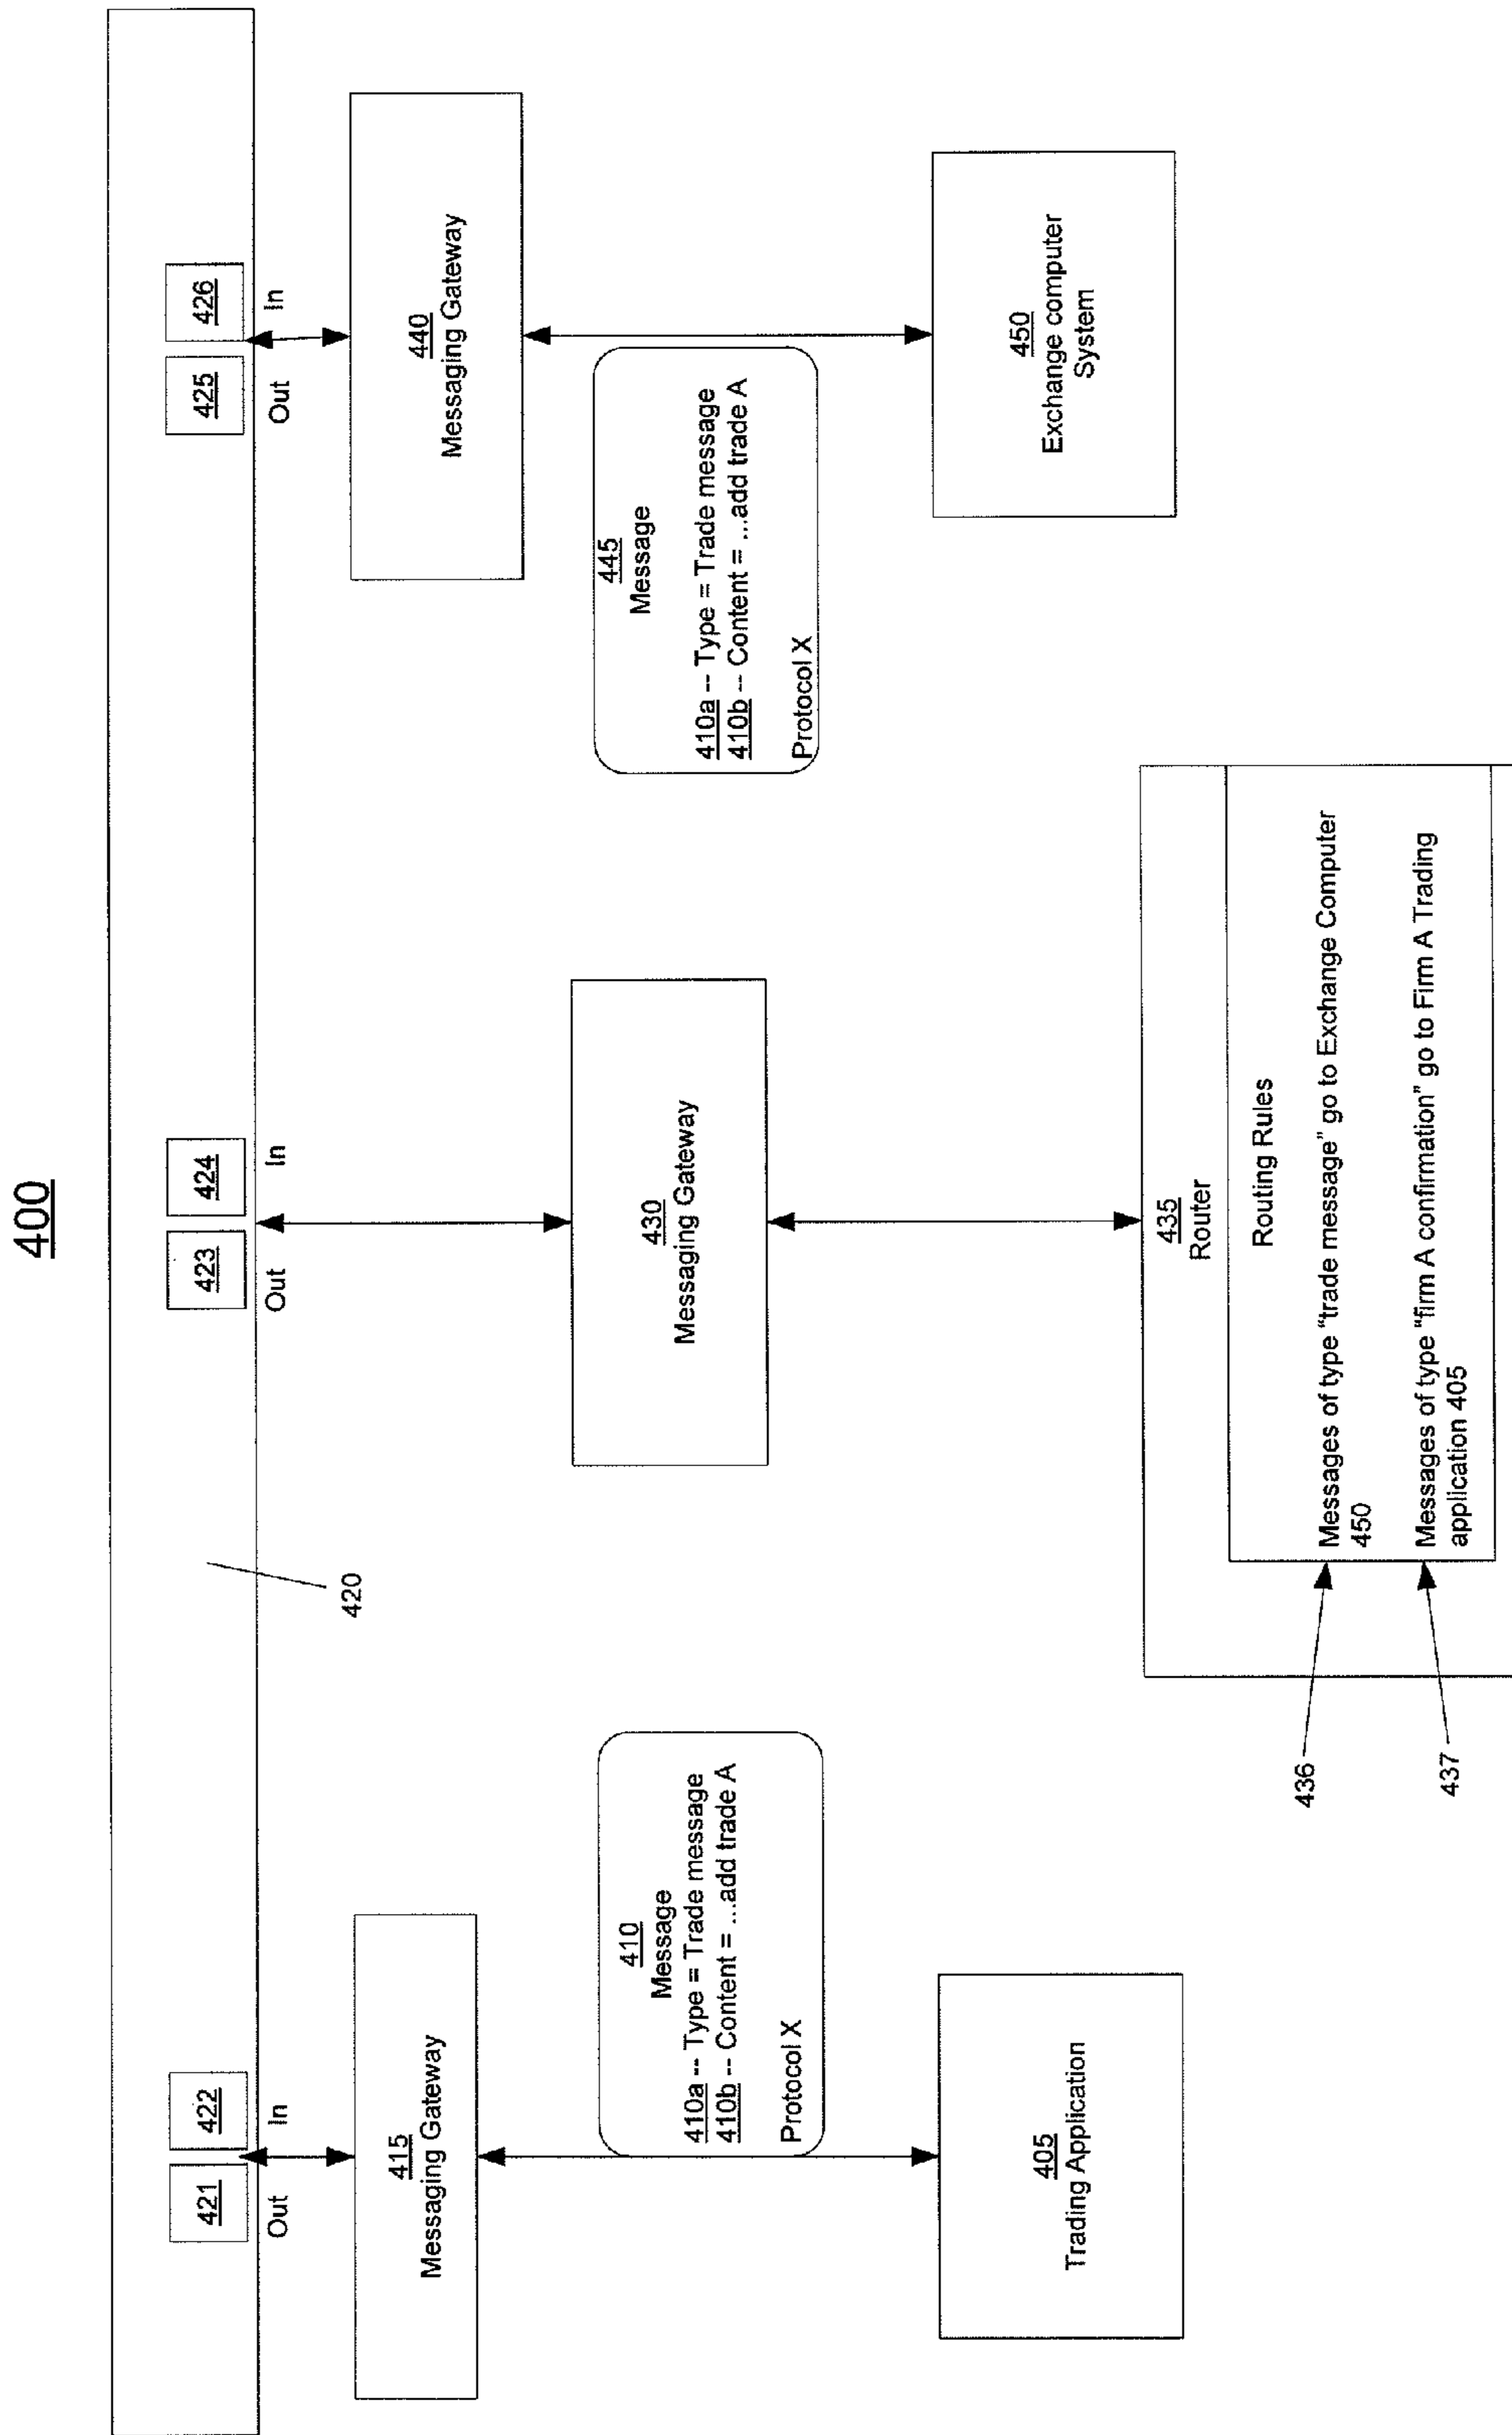 400
421
422
Out
In
423
424
Out
In
425
426
Out
In
420
415
Messaging Gateway
430
Messaging Gateway
440
Messaging Gateway
410
Message
410a -- Type = Trade message
410b -- Content = ...add trade A
Protocol X
445
Message
410a -- Type = Trade message
410b -- Content = ...add trade A
Protocol X
405
Trading Application
450
Exchange computer
System
435
Router
Routing Rules
436
Messages of type “trade message” go to Exchange Computer
450
437
Messages of type “firm A confirmation” go to Firm A Trading
application 405